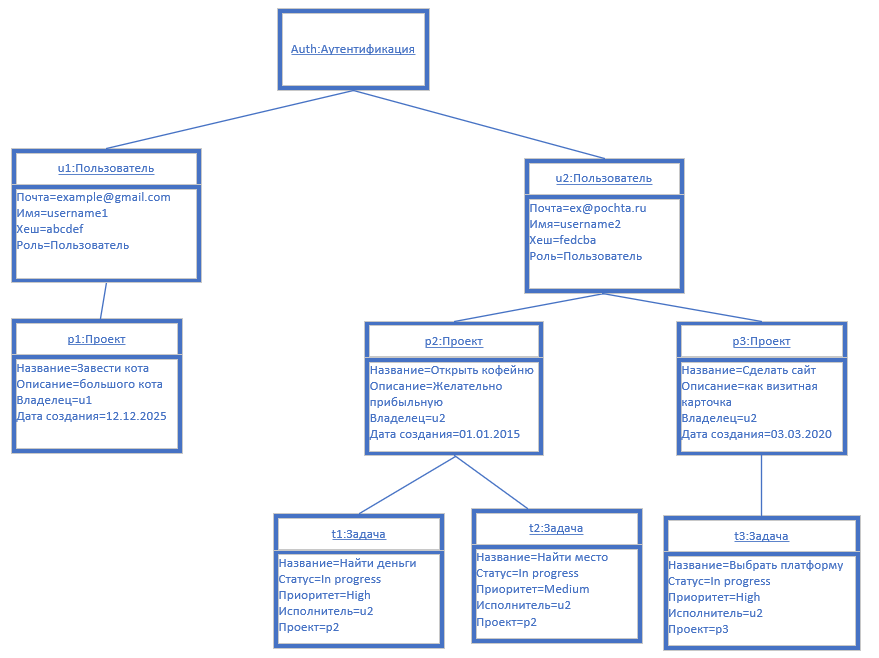 Auth:Аутентификация
u1:Пользователь
Почта=example@gmail.com
Имя=username1
Хеш=abcdef
Роль=Пользователь
u2:Пользователь
Почта=ex@pochta.ru
Имя=username2
Хеш=fedcba
Роль=Пользователь
p1:Проект
Название=Завести кота
Описание=большого кота
Владелец=u1
Дата создания=12.12.2025
p2:Проект
Название=Открыть кофейню
Описание=Желательно
прибыльную
Владелец=u2
Дата создания=01.01.2015
p3:Проект
Название=Сделать сайт
Описание=как визитная
карточка
Владелец=u2
Дата создания=03.03.2020
t1:Задача
Название=Найти деньги
Статус=In progress
Приоритет=High
Исполнитель=u2
Проект=p2
t2:Задача
Название=Найти место
Статус=In progress
Приоритет=Medium
Исполнитель=u2
Проект=p2
t3:Задача
Название=Выбрать платформу
Статус=In progress
Приоритет=High
Исполнитель=u2
Проект=p3